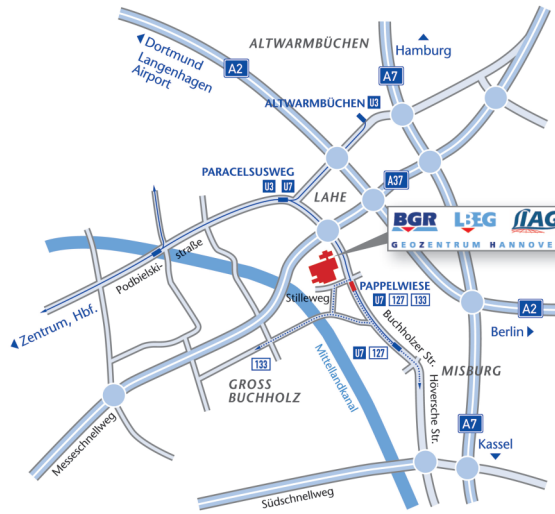 ALTWARMBÜCHEN
Dortmund
Langenhagen
Airport
A2
A7
Hamburg
ALTWARMBÜCHEN U3
PARACELSUSWEG
U3 U7
LAHE
A37
BGR LBEG LIAG
GEOZENTRUM HANNOVE
Podbielski-
straße
Zentrum, Hbf.
Stilleweg
PAPPELWIESE
U7 127 133
A2
Berlin
Buchholzer Str.
U7 127
133
GROSS
BUCHHOLZ
Mittellandkanal
MISBURG
Höversche Str.
Messeschnellweg
A7
Kassel
Südschnellweg